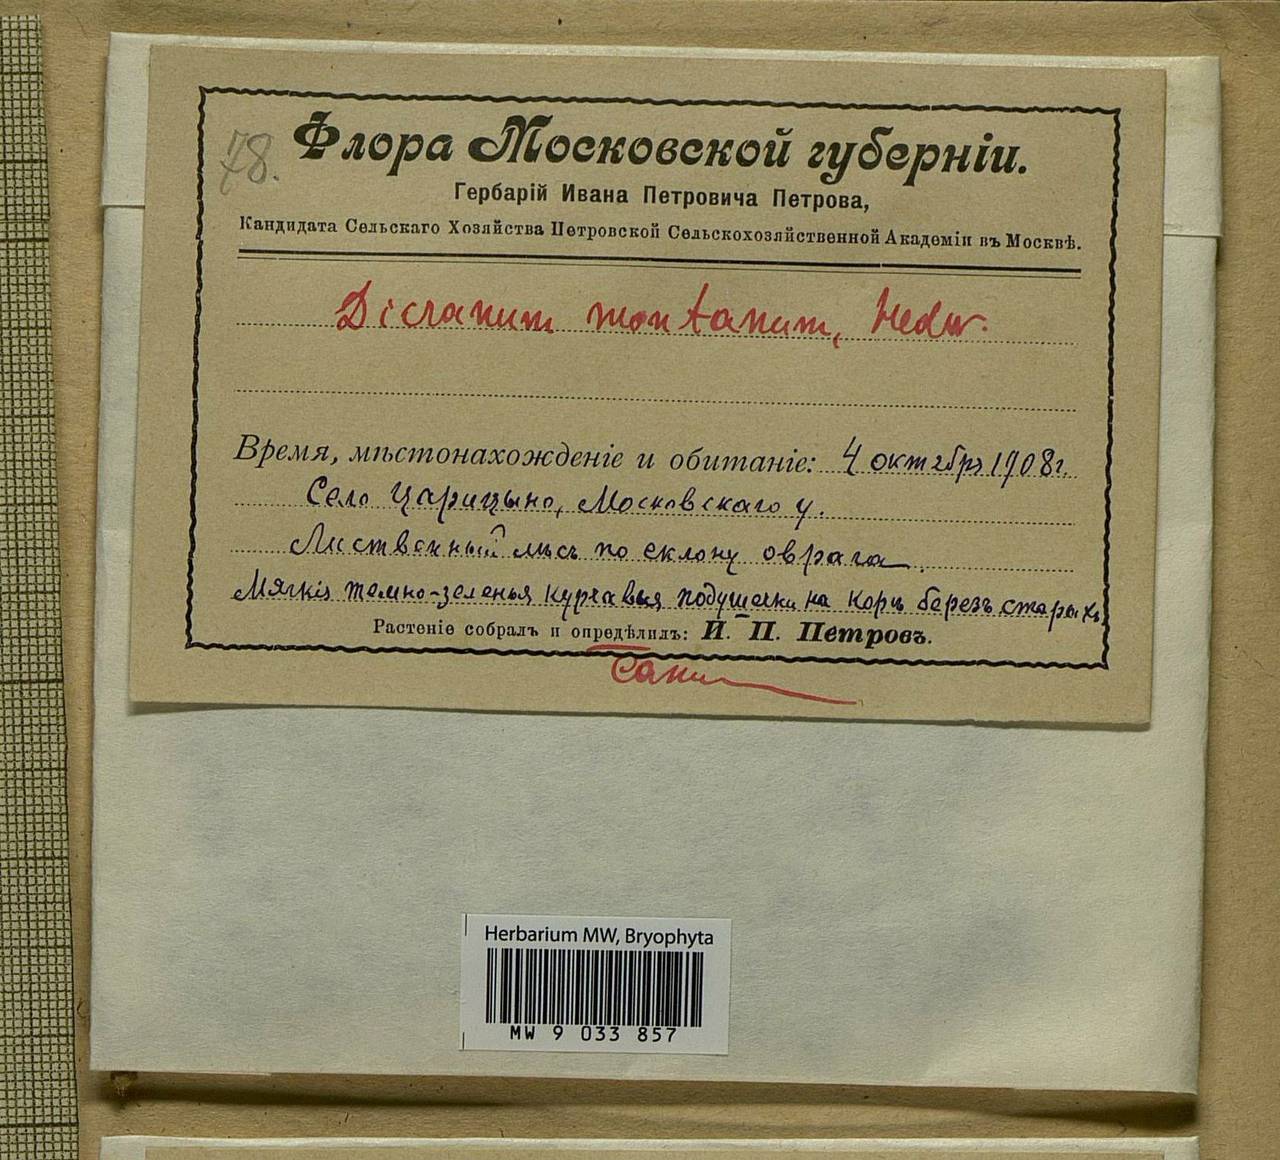 78.
Флора Московской губерніи.
Гербарій Ивана Петровича Петрова,
Кандидата Сельскаго Хозяйства Петровской Сельскохозяйственной Академіи въ Москвѣ.
Dicranum montanum, Hedw.
Время, мѣстонахожденіе и обитаніе: 4 октября 1908 г.
Село Царицыно, Московскаго у.
Лиственный лѣсъ по склону оврага.
Мягкія темно-зеленыя курчавыя подушечки на корѣ березъ старыхъ
Растеніе собралъ и опредѣлилъ: И. П. Петровъ.
Herbarium MW, Bryophyta
MW 9 033 857